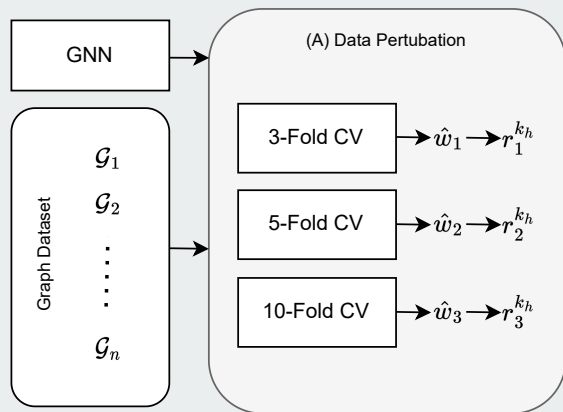 GNN
Graph Dataset
𝒢₁
𝒢₂
𝒢ₙ
(A) Data Pertubation
3-Fold CV → ŵ₁ → r₁^{k_h}
5-Fold CV → ŵ₂ → r₂^{k_h}
10-Fold CV → ŵ₃ → r₃^{k_h}